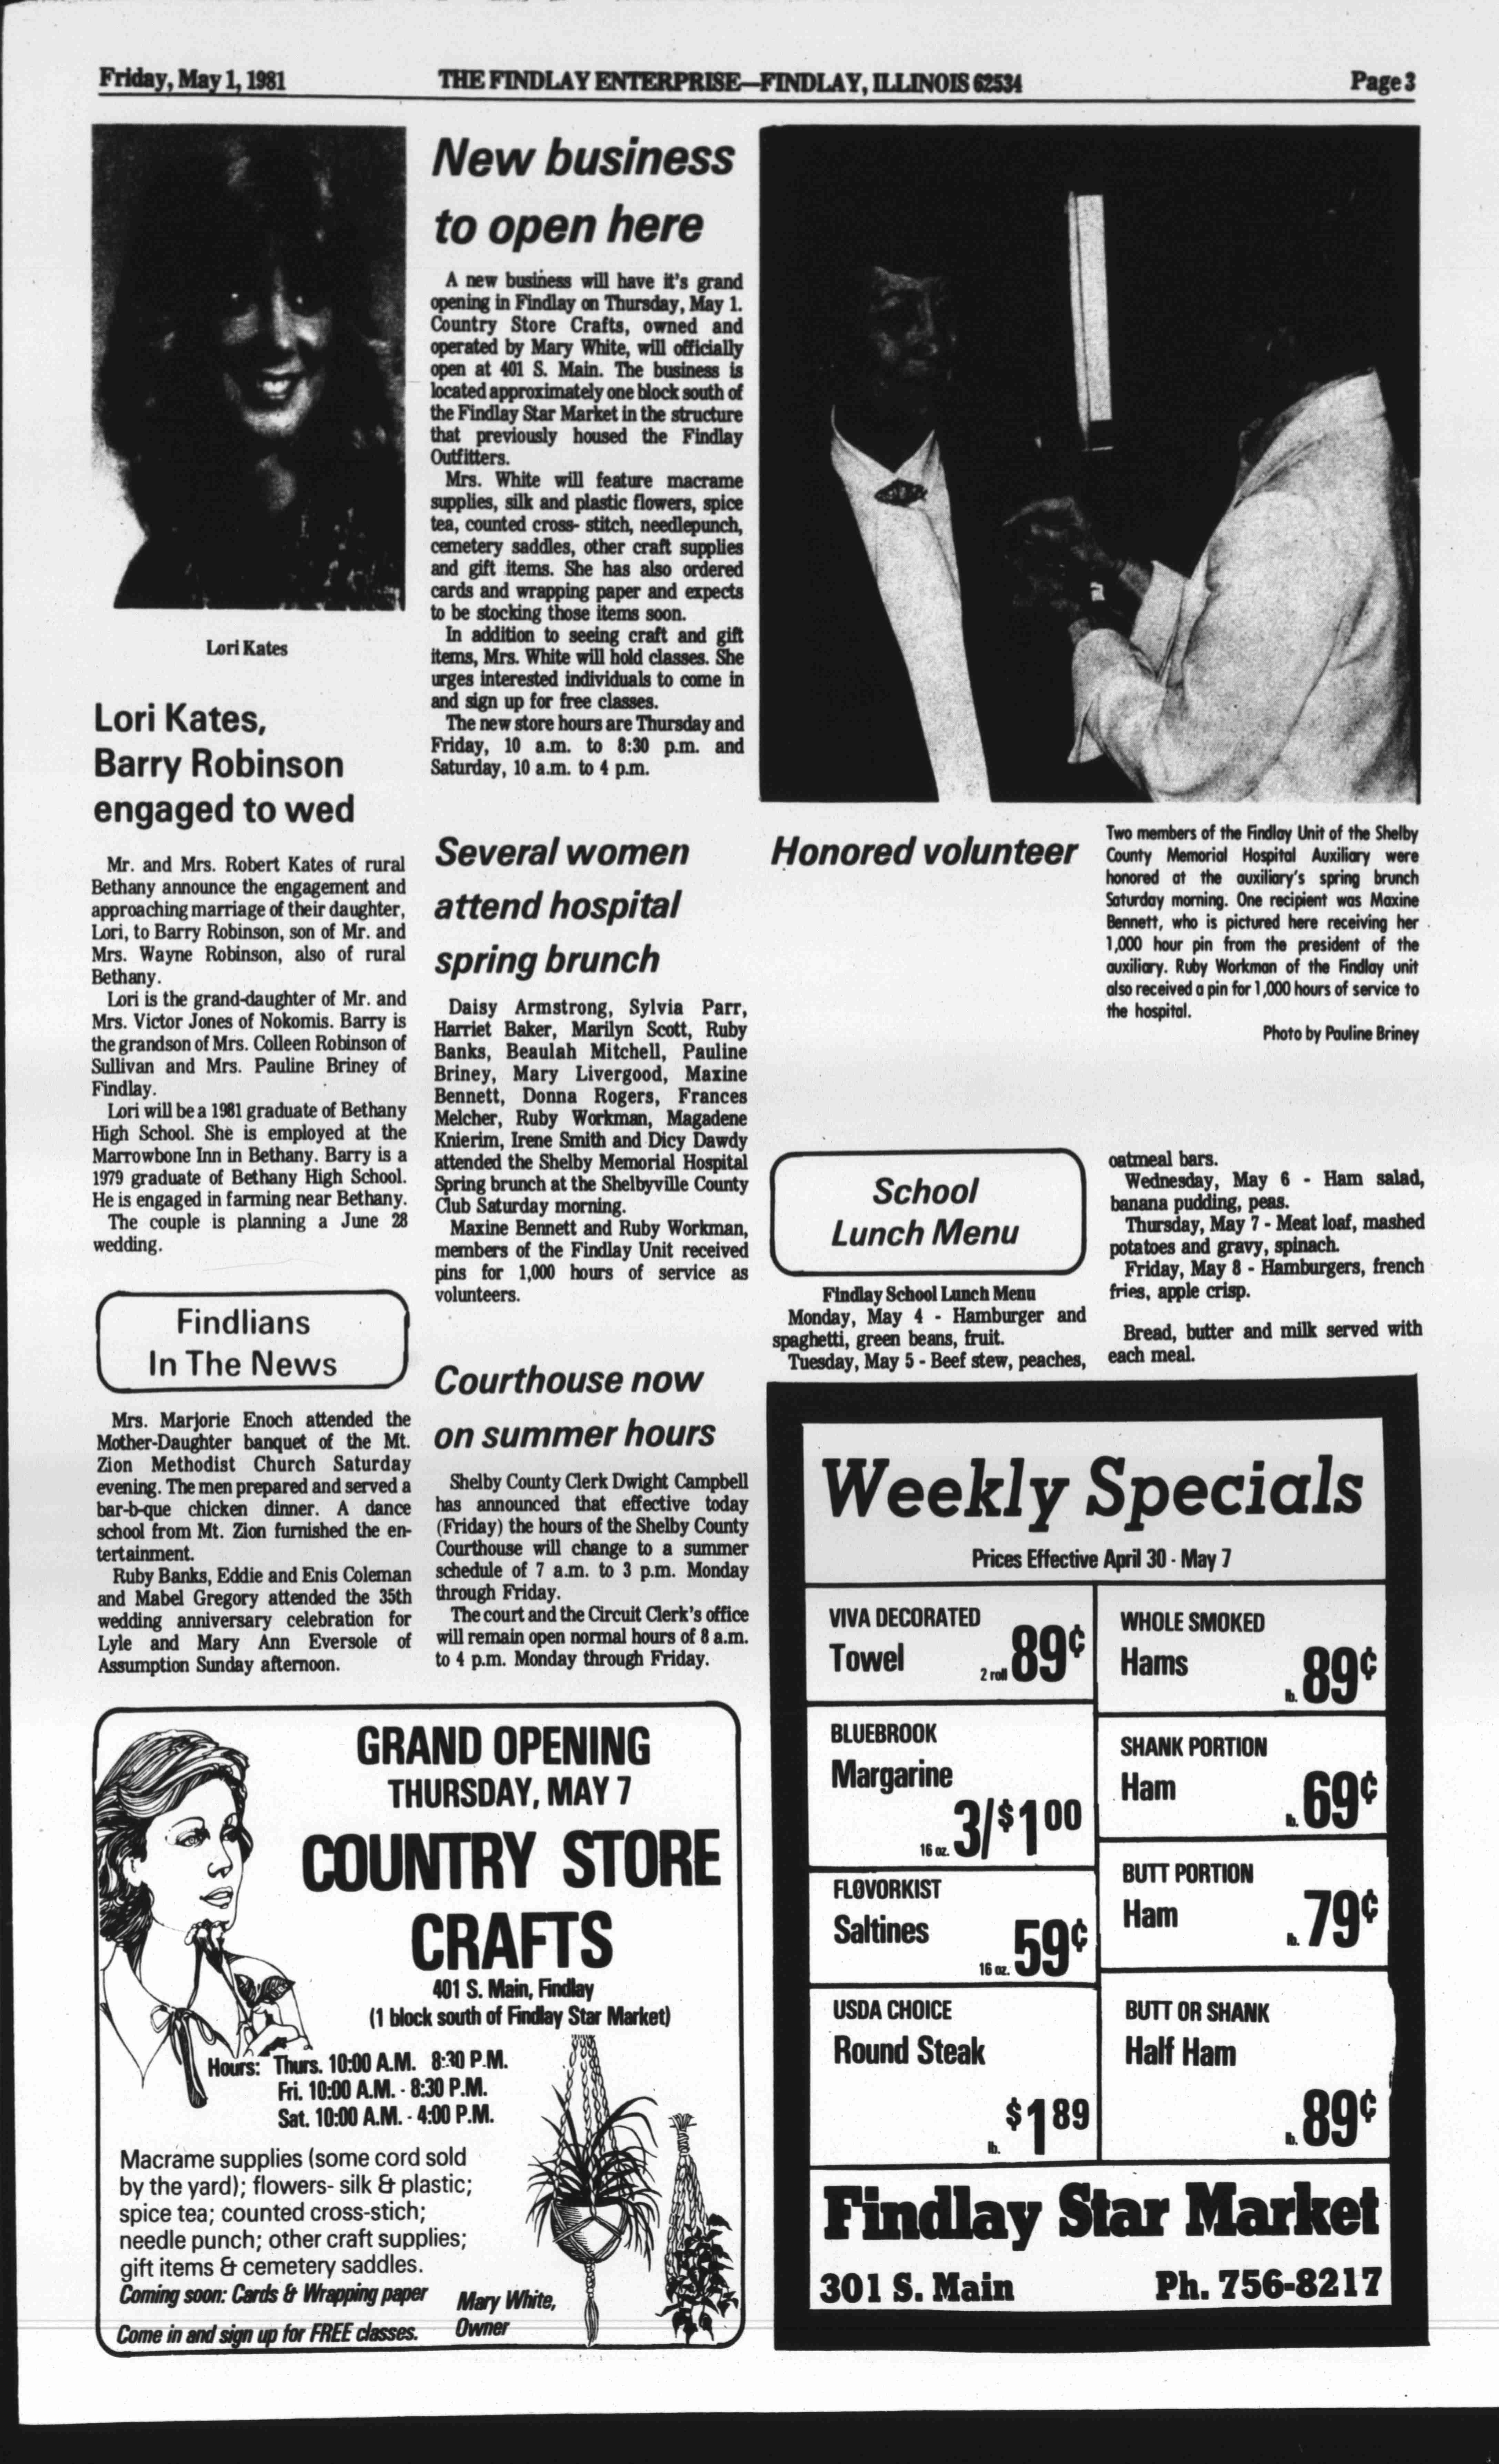 Friday, May 1, 1981
THE FINDLAY ENTERPRISE—FINDLAY, ILLINOIS 62534
Page 3
Lori Kates
Lori Kates,
Barry Robinson
engaged to wed
Mr. and Mrs. Robert Kates of rural
Bethany announce the engagement and
approaching marriage of their daughter,
Lori, to Barry Robinson, son of Mr. and
Mrs. Wayne Robinson, also of rural
Bethany.
Lori is the grand-daughter of Mr. and
Mrs. Victor Jones of Nokomis. Barry is
the grandson of Mrs. Colleen Robinson of
Sullivan and Mrs. Pauline Briney of
Findlay.
Lori will be a 1981 graduate of Bethany
High School. She is employed at the
Marrowbone Inn in Bethany. Barry is a
1979 graduate of Bethany High School.
He is engaged in farming near Bethany.
The couple is planning a June 28
wedding.
Findlians
In The News
Mrs. Marjorie Enoch attended the
Mother-Daughter banquet of the Mt.
Zion Methodist Church Saturday
evening. The men prepared and served a
bar-b-que chicken dinner. A dance
school from Mt. Zion furnished the en-
tertainment.
Ruby Banks, Eddie and Enis Coleman
and Mabel Gregory attended the 35th
wedding anniversary celebration for
Lyle and Mary Ann Eversole of
Assumption Sunday afternoon.
New business
to open here
A new business will have it's grand
opening in Findlay on Thursday, May 1.
Country Store Crafts, owned and
operated by Mary White, will officially
open at 401 S. Main. The business is
located approximately one block south of
the Findlay Star Market in the structure
that previously housed the Findlay
Outfitters.
Mrs. White will feature macrame
supplies, silk and plastic flowers, spice
tea, counted cross- stitch, needlepunch,
cemetery saddles, other craft supplies
and gift items. She has also ordered
cards and wrapping paper and expects
to be stocking those items soon.
In addition to seeing craft and gift
items, Mrs. White will hold classes. She
urges interested individuals to come in
and sign up for free classes.
The new store hours are Thursday and
Friday, 10 a.m. to 8:30 p.m. and
Saturday, 10 a.m. to 4 p.m.
Several women
attend hospital
spring brunch
Daisy Armstrong, Sylvia Parr,
Harriet Baker, Marilyn Scott, Ruby
Banks, Beaulah Mitchell, Pauline
Briney, Mary Livergood, Maxine
Bennett, Donna Rogers, Frances
Melcher, Ruby Workman, Magadene
Knierim, Irene Smith and Dicy Dawdy
attended the Shelby Memorial Hospital
Spring brunch at the Shelbyville County
Club Saturday morning.
Maxine Bennett and Ruby Workman,
members of the Findlay Unit received
pins for 1,000 hours of service as
volunteers.
Courthouse now
on summer hours
Shelby County Clerk Dwight Campbell
has announced that effective today
(Friday) the hours of the Shelby County
Courthouse will change to a summer
schedule of 7 a.m. to 3 p.m. Monday
through Friday.
The court and the Circuit Clerk's office
will remain open normal hours of 8 a.m.
to 4 p.m. Monday through Friday.
Honored volunteer
Two members of the Findlay Unit of the Shelby
County Memorial Hospital Auxiliary were
honored at the auxiliary's spring brunch
Saturday morning. One recipient was Maxine
Bennett, who is pictured here receiving her
1,000 hour pin from the president of the
auxiliary. Ruby Workman of the Findlay unit
also received a pin for 1,000 hours of service to
the hospital.
Photo by Pauline Briney
School
Lunch Menu
Findlay School Lunch Menu
Monday, May 4 - Hamburger and
spaghetti, green beans, fruit.
Tuesday, May 5 - Beef stew, peaches,
oatmeal bars.
Wednesday, May 6 - Ham salad,
banana pudding, peas.
Thursday, May 7 - Meat loaf, mashed
potatoes and gravy, spinach.
Friday, May 8 - Hamburgers, french
fries, apple crisp.
Bread, butter and milk served with
each meal.
GRAND OPENING
THURSDAY, MAY 7
COUNTRY STORE
CRAFTS
401 S. Main, Findlay
(1 block south of Findlay Star Market)
Hours: Thurs. 10:00 A.M. 8:30 P.M.
Fri. 10:00 A.M. - 8:30 P.M.
Sat. 10:00 A.M. - 4:00 P.M.
Macrame supplies (some cord sold
by the yard); flowers- silk & plastic;
spice tea; counted cross-stich;
needle punch; other craft supplies;
gift items & cemetery saddles.
Coming soon: Cards & Wrapping paper
Come in and sign up for FREE classes.
Mary White,
Owner
Weekly Specials
Prices Effective April 30 - May 7
VIVA DECORATED
Towel
2 roll 89¢
BLUEBROOK
Margarine
16 oz. 3/$1 00
FLAVORKIST
Saltines
16 oz. 59¢
USDA CHOICE
Round Steak
lb. $1 89
WHOLE SMOKED
Hams
lb. 89¢
SHANK PORTION
Ham
lb. 69¢
BUTT PORTION
Ham
lb. 79¢
BUTT OR SHANK
Half Ham
lb. 89¢
Findlay Star Market
301 S. Main
Ph. 756-8217